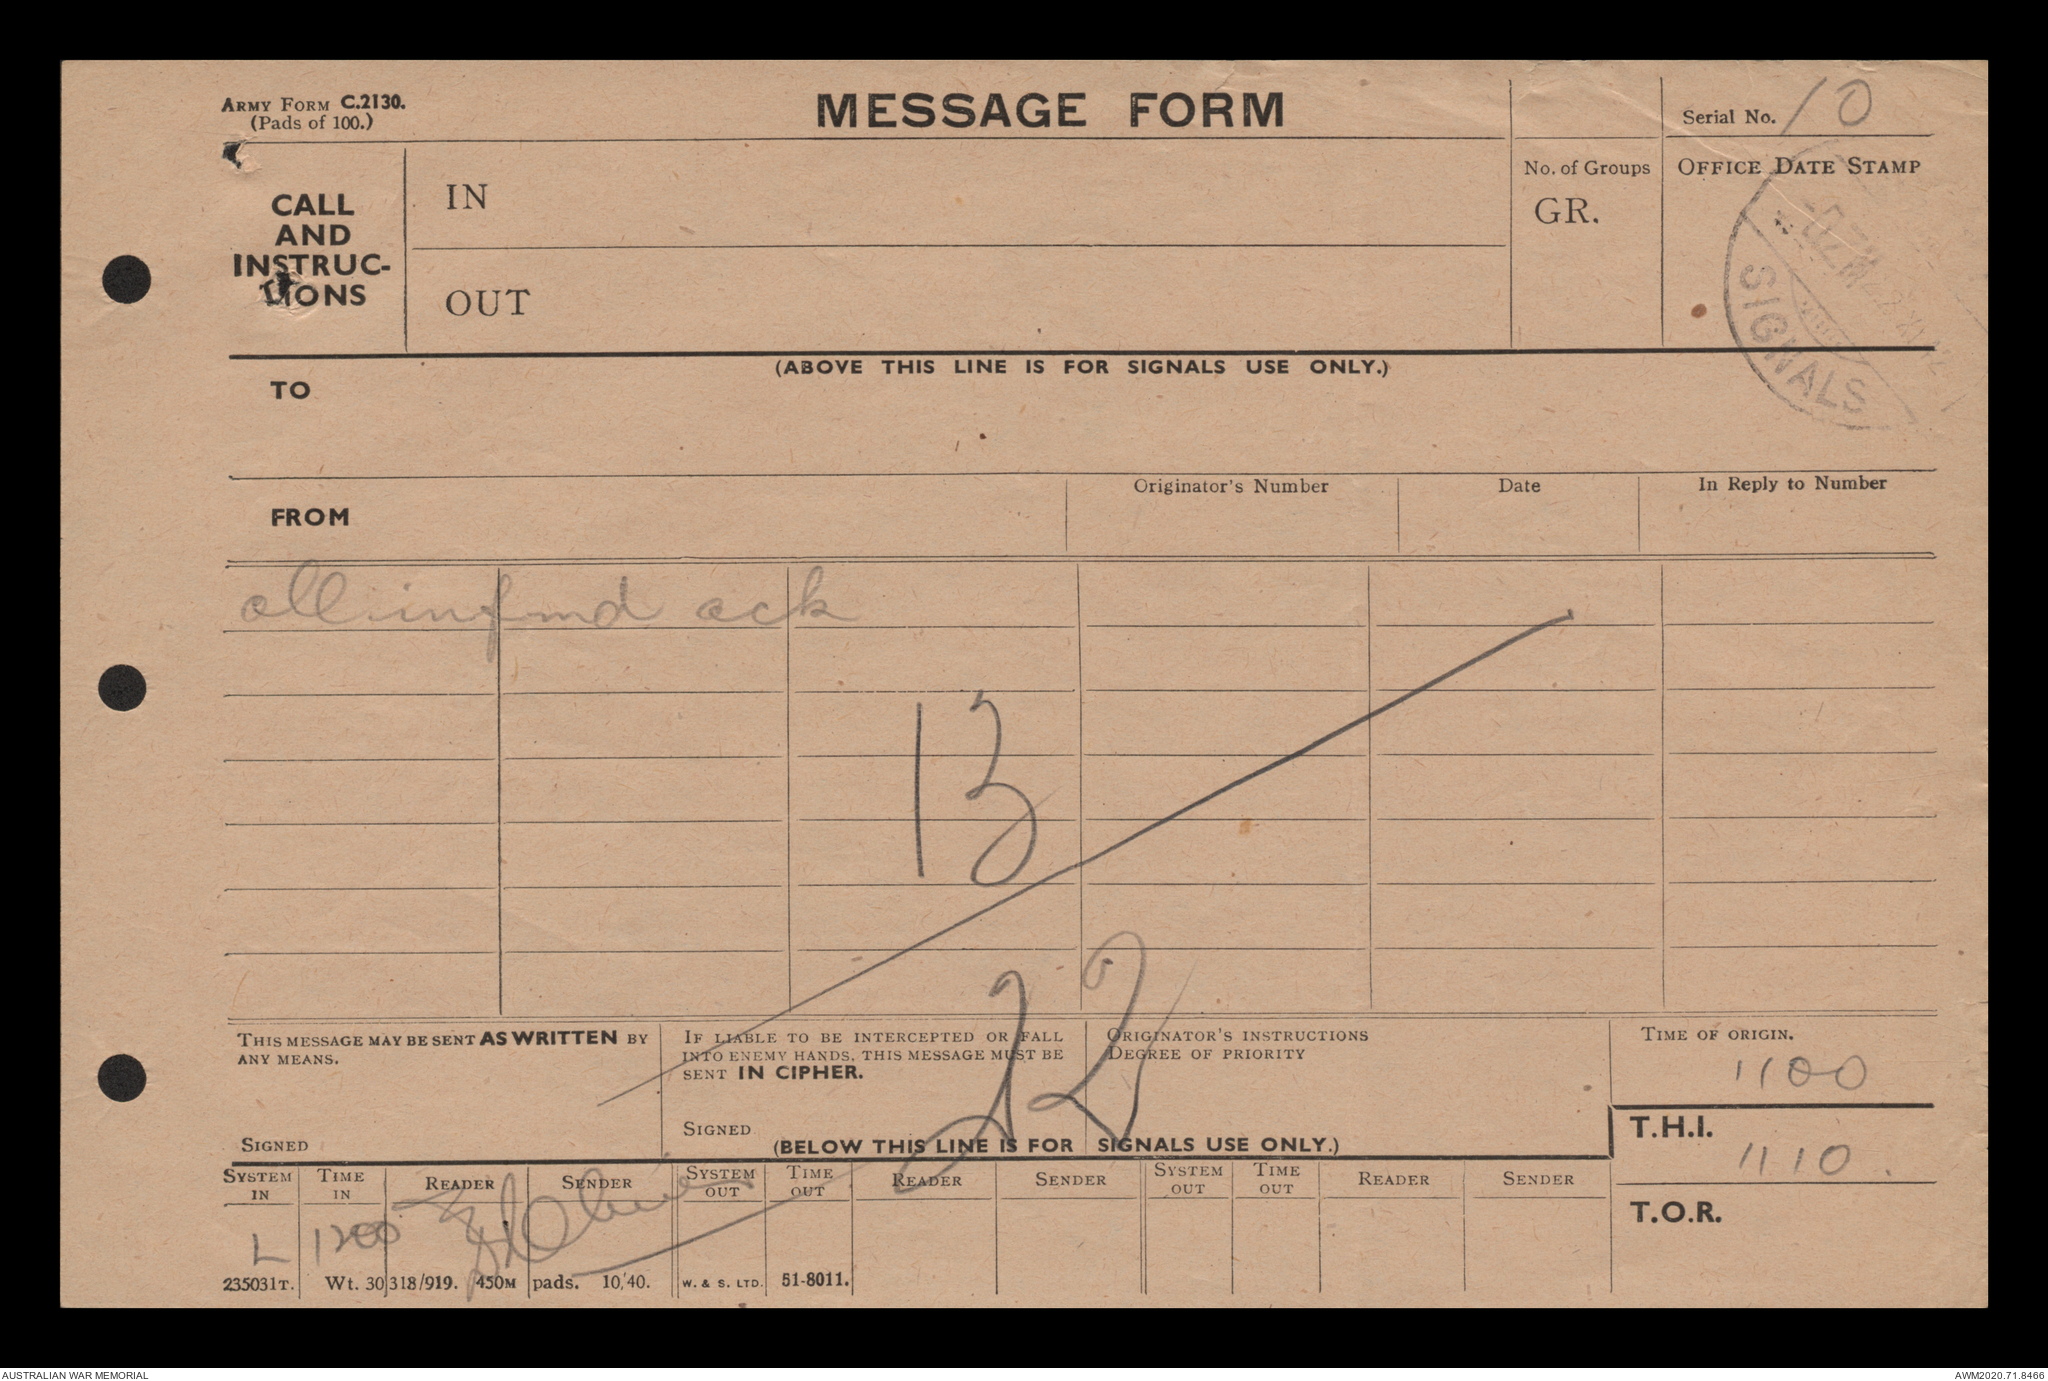 ARMY FORM C.2130.
(Pads of 100.)
MESSAGE FORM
Serial No. 10
CALL AND INSTRUC-TIONS
IN
OUT
No. of Groups
GR.
OFFICE DATE STAMP
SIGNALS
(ABOVE THIS LINE IS FOR SIGNALS USE ONLY.)
TO
FROM
Originator's Number
Date
In Reply to Number
all infmd ack
13
22
THIS MESSAGE MAY BE SENT AS WRITTEN BY
ANY MEANS.
SIGNED
IF LIABLE TO BE INTERCEPTED OR FALL
INTO ENEMY HANDS, THIS MESSAGE MUST BE
SENT IN CIPHER.
SIGNED
ORIGINATOR'S INSTRUCTIONS
DEGREE OF PRIORITY
TIME OF ORIGIN.
1100
T.H.I.
1110.
T.O.R.
(BELOW THIS LINE IS FOR SIGNALS USE ONLY.)
SYSTEM IN
TIME IN
READER
SENDER
SYSTEM OUT
TIME OUT
READER
SENDER
SYSTEM OUT
TIME OUT
READER
SENDER
L 1200
235031T. Wt. 30318/919. 450M pads. 10/40. W. & S. LTD. 51-8011.
AUSTRALIAN WAR MEMORIAL
AWM2020.71.8466